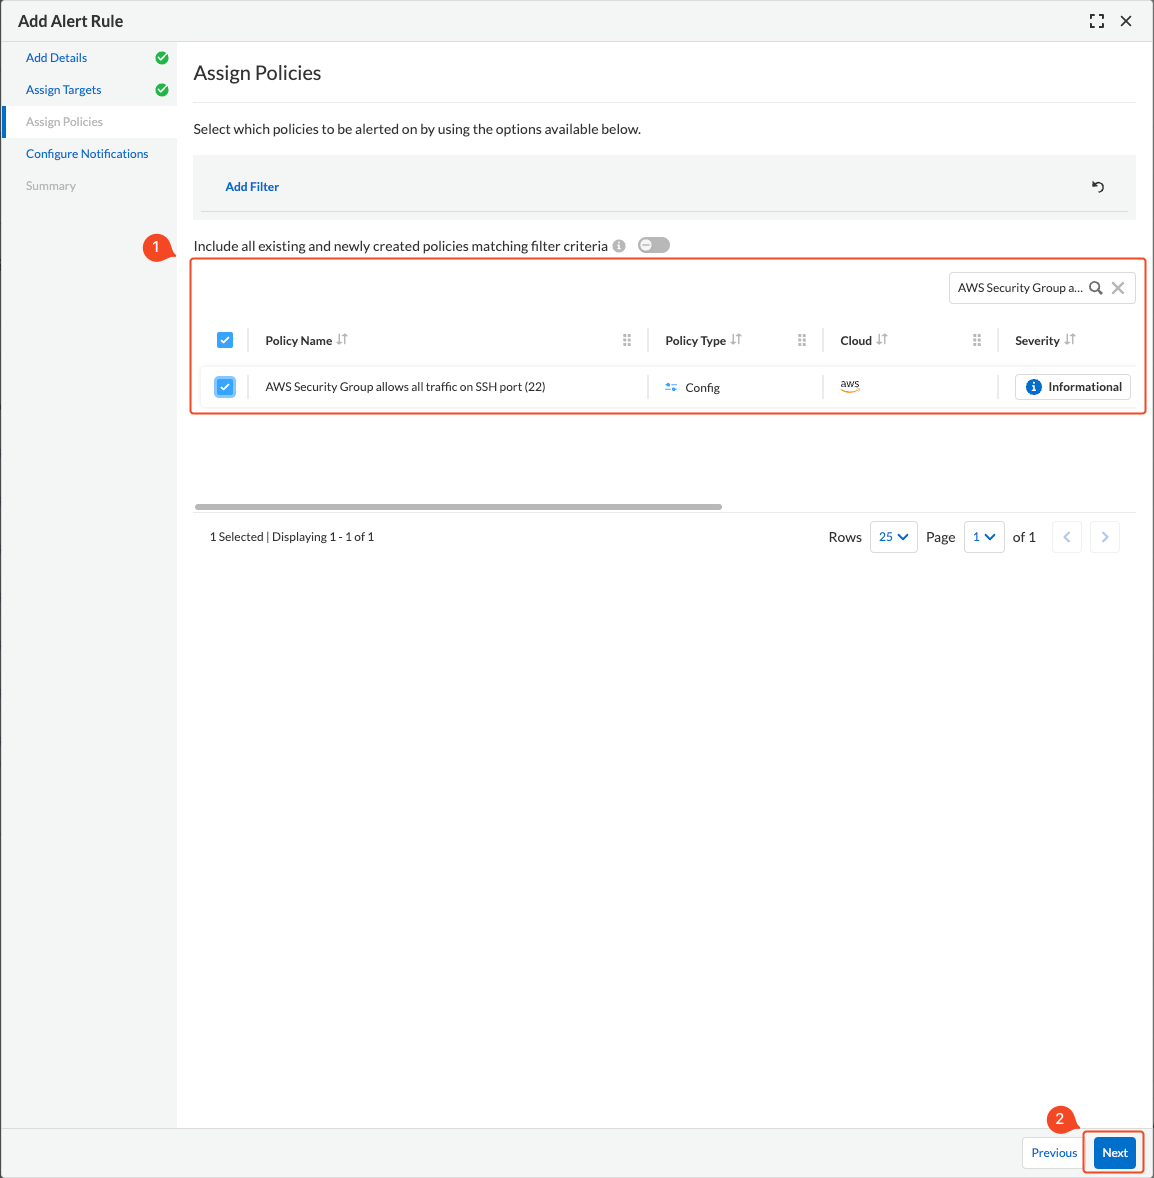 Add Alert Rule
Add Details
Assign Targets
Assign Policies
Configure Notifications
Summary
Assign Policies
Select which policies to be alerted on by using the options available below.
Add Filter
1
Include all existing and newly created policies matching filter criteria
AWS Security Group a...
Policy Name Policy Type Cloud Severity
AWS Security Group allows all traffic on SSH port (22) Config aws Informational
1 Selected | Displaying 1 - 1 of 1 Rows 25 Page 1 of 1
2
Previous Next